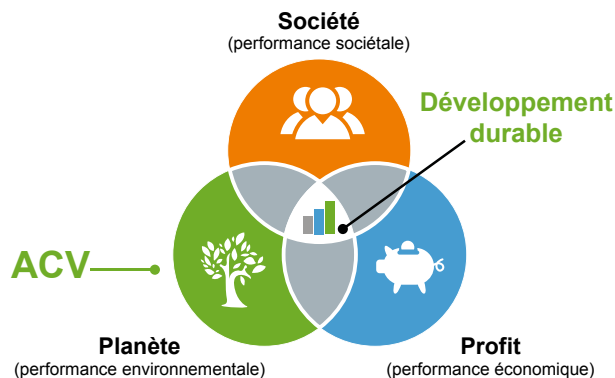 Société
(performance sociétale)
Développement
durable
ACV
Planète
(performance environnementale)
Profit
(performance économique)